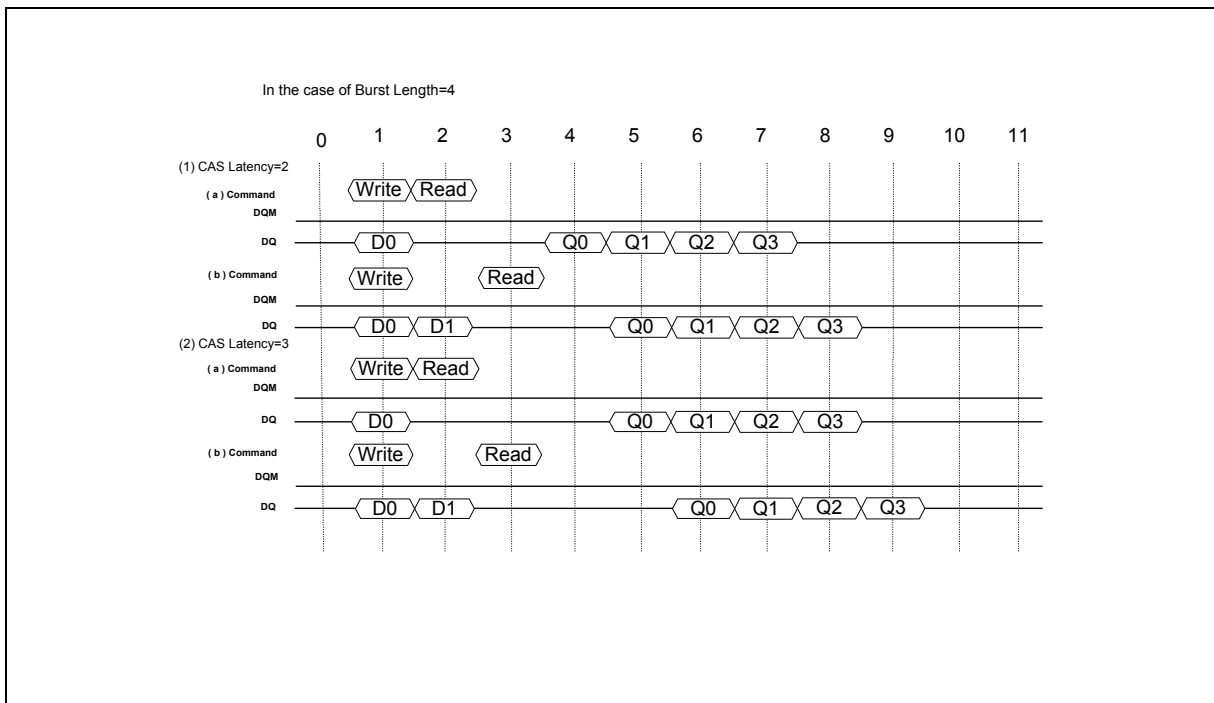 In the case of Burst Length=4
0 1 2 3 4 5 6 7 8 9 10 11
(1) CAS Latency=2
( a ) Command Write Read
DQM
DQ D0 Q0 Q1 Q2 Q3
( b ) Command Write Read
DQM
DQ D0 D1 Q0 Q1 Q2 Q3
(2) CAS Latency=3
( a ) Command Write Read
DQM
DQ D0 Q0 Q1 Q2 Q3
( b ) Command Write Read
DQM
DQ D0 D1 Q0 Q1 Q2 Q3